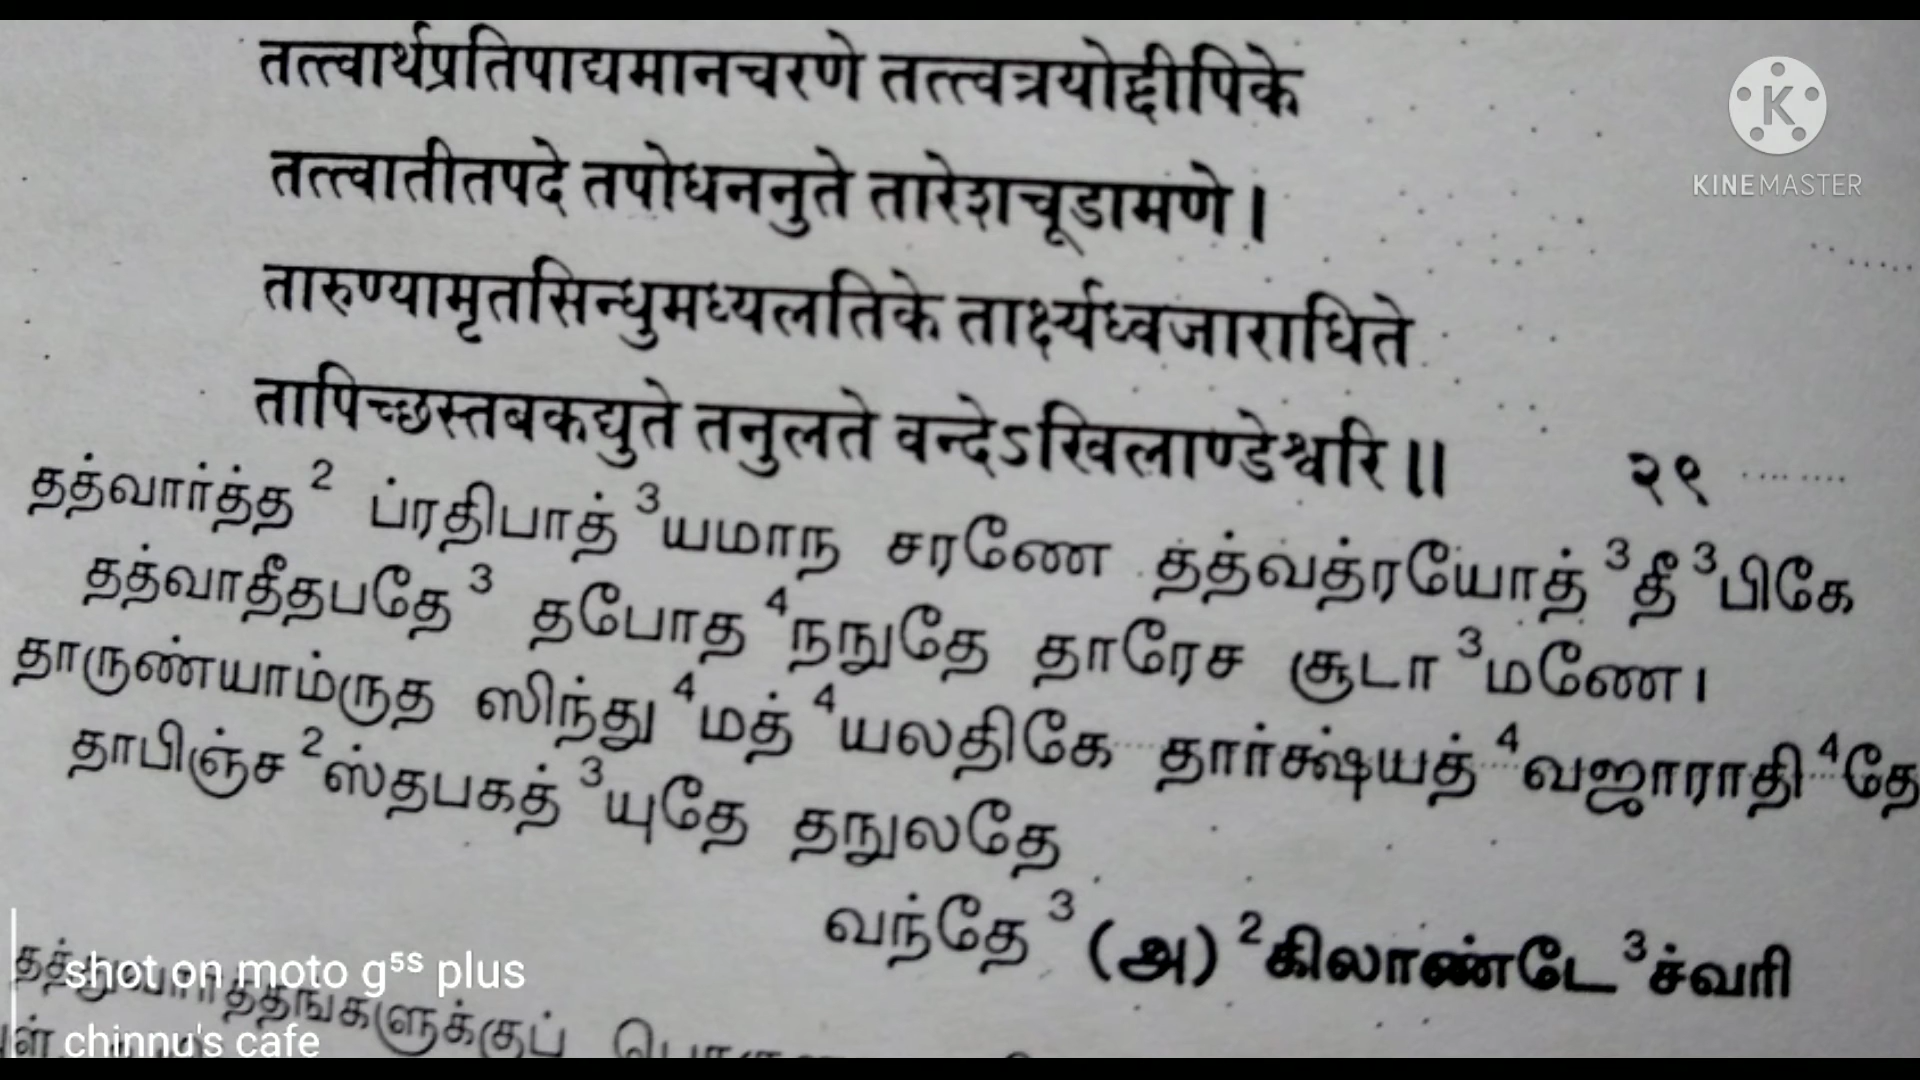 तत्त्वार्थप्रतिपाद्यमानचरणे तत्त्वत्रयोद्दीपिके
तत्त्वातीतपदे तपोधननुते तारेशचूडामणे ।
तारुण्यामृतसिन्धुमध्यलतिके तार्क्ष्यध्वजाराधिते
तापिच्छस्तबकद्युते तनुलते वन्देऽखिलाण्डेश्वरि ॥ २९
தத்வார்த்த² ப்ரதிபாத்³யமாந சரணே தத்வத்ரயோத்³தீ³பிகே
தத்வாதீதபதே³ தபோத⁴நநுதே தாரேச சூடா³மணே।
தாருண்யாம்ருத ஸிந்து⁴மத்⁴யலதிகே தார்க்ஷ்யத்⁴வஜாராதி⁴தே
தாபிஞ்ச²ஸ்தபகத்³யுதே தநுலதே
வந்தே³ (அ)²கிலாண்டே³ச்வரி
தத்துவார்த்தங்களுக்குப்
KINEMASTER
shot on moto g⁵ˢ plus
chinnu's cafe